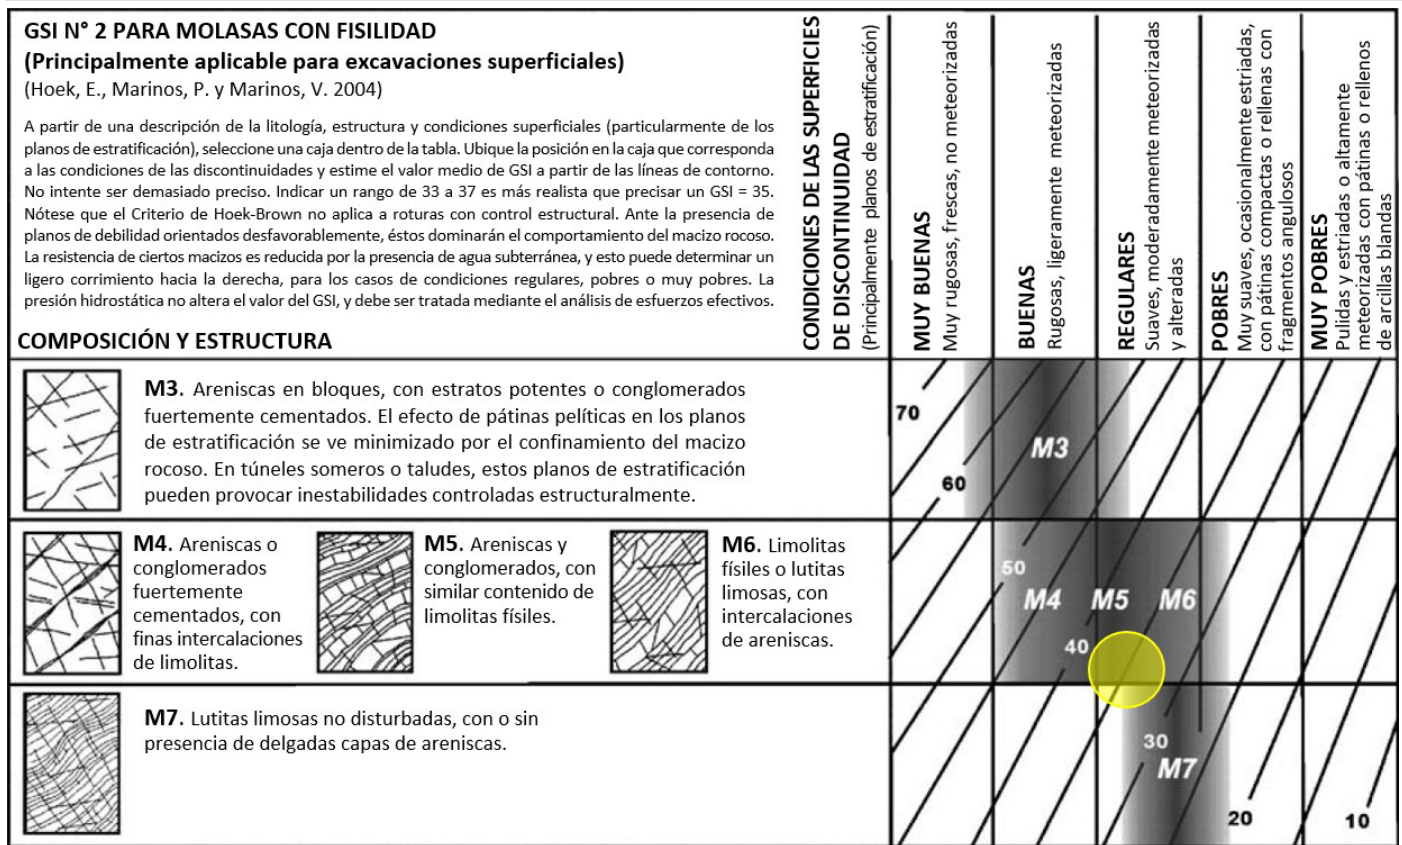 GSI N° 2 PARA MOLASAS CON FISILIDAD
(Principalmente aplicable para excavaciones superficiales)
(Hoek, E., Marinos, P. y Marinos, V. 2004)
A partir de una descripción de la litología, estructura y condiciones superficiales (particularmente de los
planos de estratificación), seleccione una caja dentro de la tabla. Ubique la posición en la caja que corresponda
a las condiciones de las discontinuidades y estime el valor medio de GSI a partir de las líneas de contorno.
No intente ser demasiado preciso. Indicar un rango de 33 a 37 es más realista que precisar un GSI = 35.
Nótese que el Criterio de Hoek-Brown no aplica a roturas con control estructural. Ante la presencia de
planos de debilidad orientados desfavorablemente, éstos dominarán el comportamiento del macizo rocoso.
La resistencia de ciertos macizos es reducida por la presencia de agua subterránea, y esto puede determinar un
ligero corrimiento hacia la derecha, para los casos de condiciones regulares, pobres o muy pobres. La
presión hidrostática no altera el valor del GSI, y debe ser tratada mediante el análisis de esfuerzos efectivos.
COMPOSICIÓN Y ESTRUCTURA
CONDICIONES DE LAS SUPERFICIES
DE DISCONTINUIDAD
(Principalmente planos de estratificación)
MUY BUENAS
Muy rugosas, frescas, no meteorizadas
BUENAS
Rugosas, ligeramente meteorizadas
REGULARES
Suaves, moderadamente meteorizadas
y alteradas
POBRES
Muy suaves, ocasionalmente estriadas,
con pátinas compactas o rellenas con
fragmentos angulosos
MUY POBRES
Pulidas y estriadas o altamente
meteorizadas con pátinas o rellenos
de arcillas blandas
M3. Areniscas en bloques, con estratos potentes o conglomerados
fuertemente cementados. El efecto de pátinas pelíticas en los planos
de estratificación se ve minimizado por el confinamiento del macizo
rocoso. En túneles someros o taludes, estos planos de estratificación
pueden provocar inestabilidades controladas estructuralmente.
70
M3
60
M4. Areniscas o
conglomerados
fuertemente
cementados, con
finas intercalaciones
de limolitas.
M5. Areniscas y
conglomerados, con
similar contenido de
limolitas físiles.
M6. Limolitas
físiles o lutitas
limosas, con
intercalaciones
de areniscas.
50
M4 M5 M6
40
M7. Lutitas limosas no disturbadas, con o sin
presencia de delgadas capas de areniscas.
30
M7
20
10